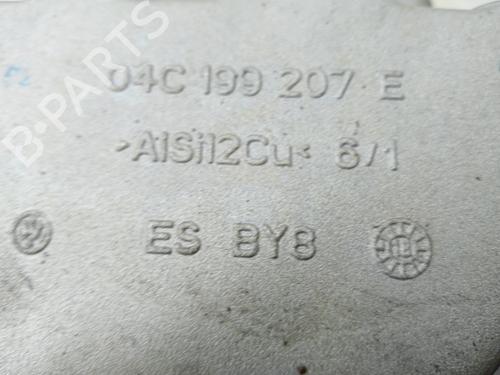 04C 199 207 E
>AlSi12Cu< 6/1
ES BY8
B-PARTS